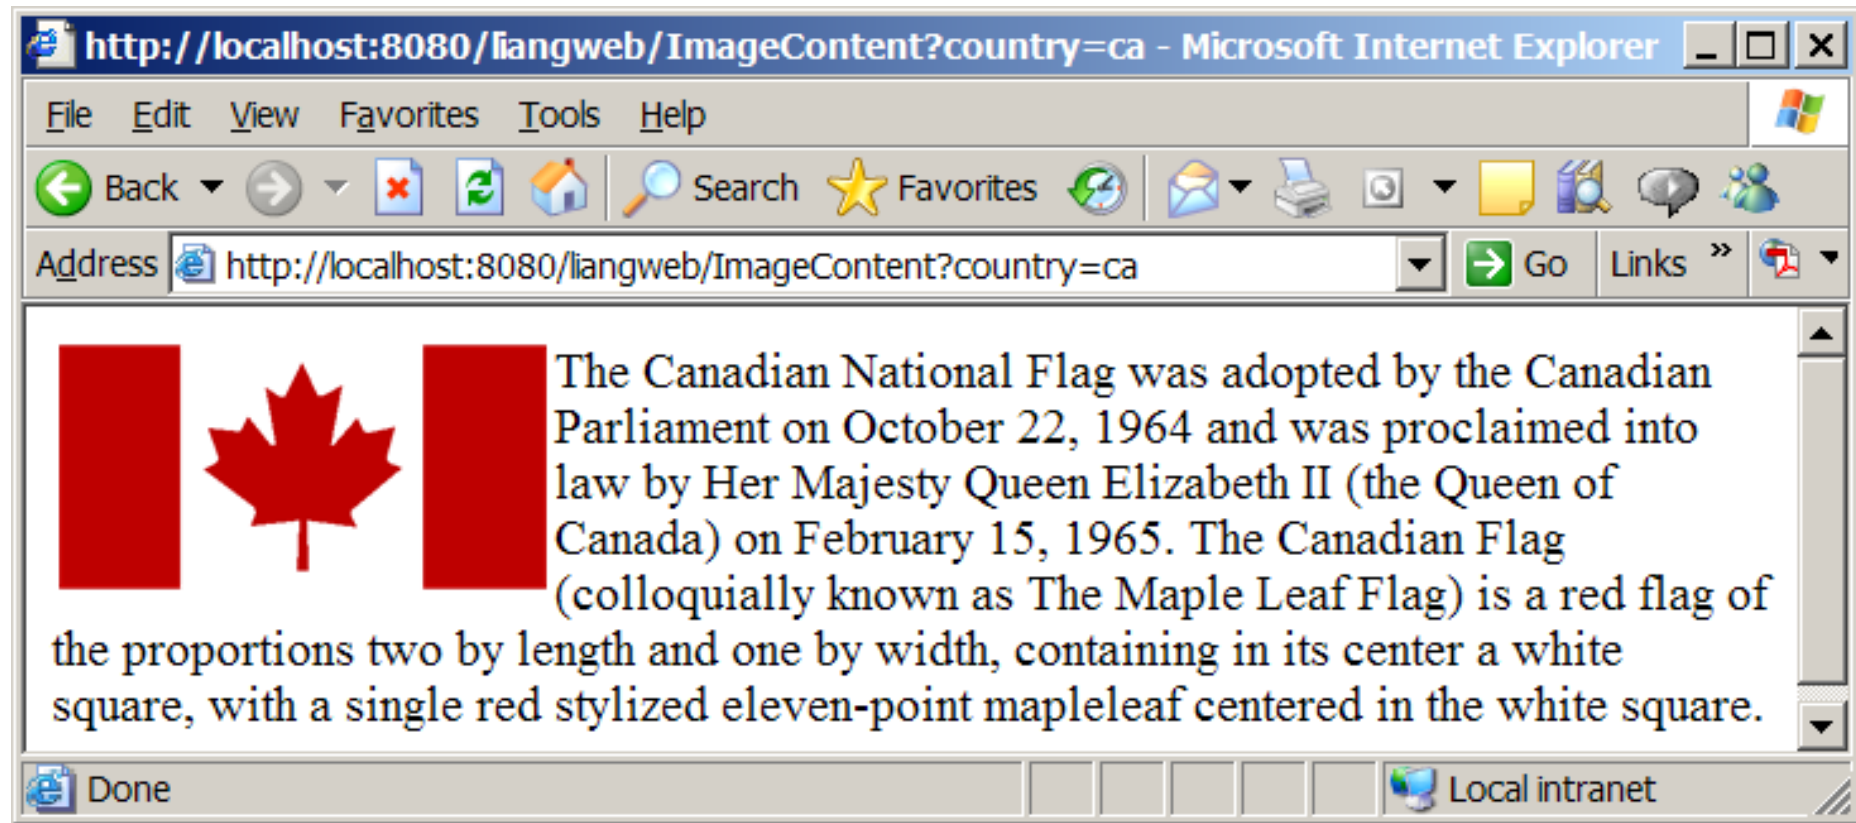 http://localhost:8080/liangweb/ImageContent?country=ca - Microsoft Internet Explorer
File Edit View Favorites Tools Help
Back Search Favorites
Address http://localhost:8080/liangweb/ImageContent?country=ca Go Links »
The Canadian National Flag was adopted by the Canadian
Parliament on October 22, 1964 and was proclaimed into
law by Her Majesty Queen Elizabeth II (the Queen of
Canada) on February 15, 1965. The Canadian Flag
(colloquially known as The Maple Leaf Flag) is a red flag of
the proportions two by length and one by width, containing in its center a white
square, with a single red stylized eleven-point mapleleaf centered in the white square.
Done Local intranet